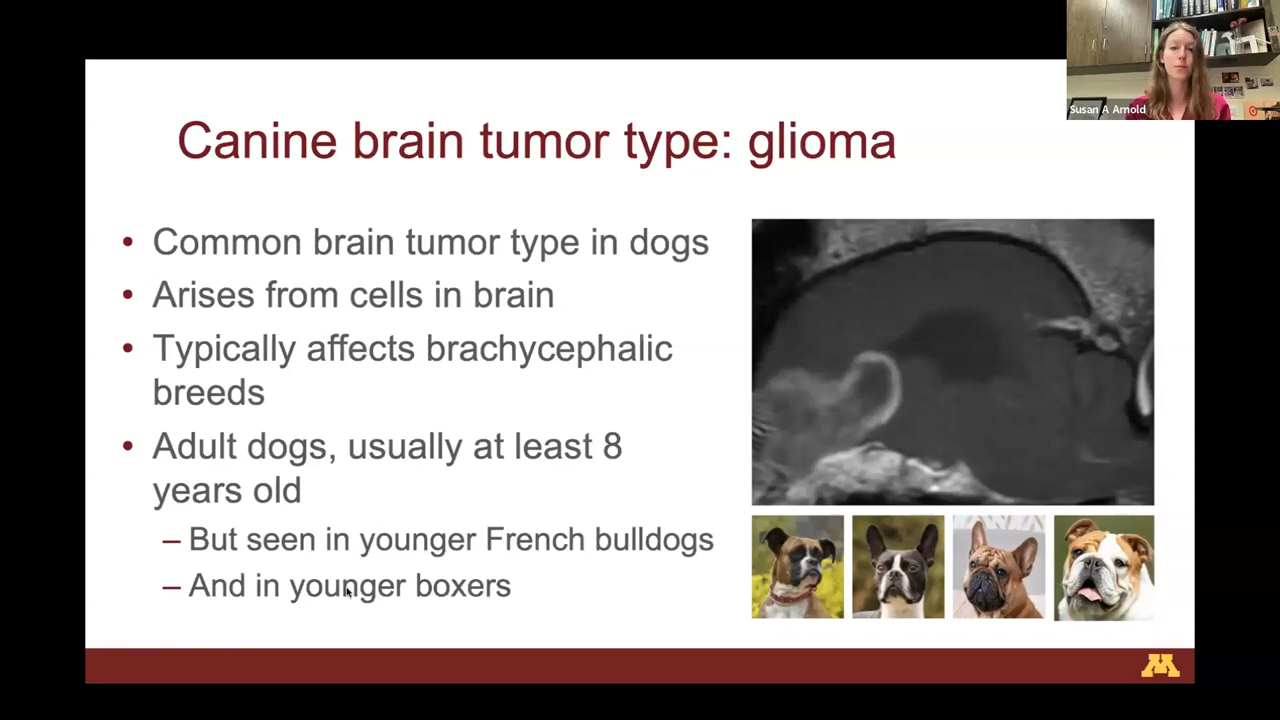 Susan A Arnold
Canine brain tumor type: glioma
• Common brain tumor type in dogs
• Arises from cells in brain
• Typically affects brachycephalic
breeds
• Adult dogs, usually at least 8
years old
– But seen in younger French bulldogs
– And in younger boxers
M